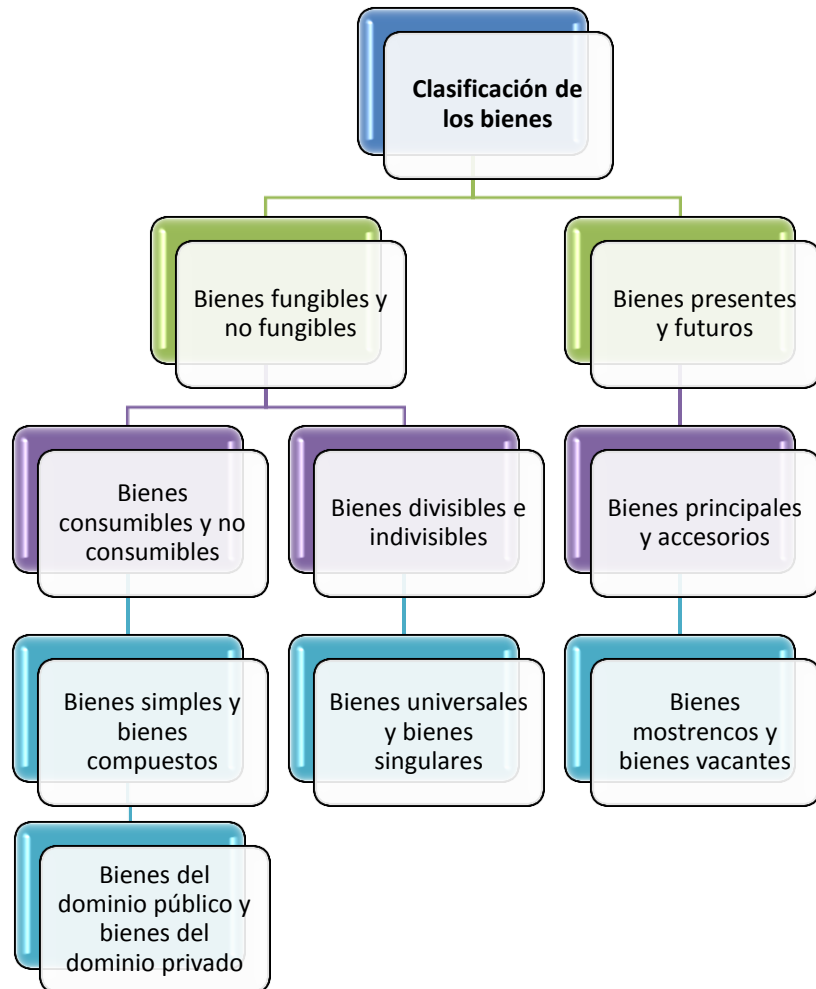 Clasificación de
los bienes
Bienes fungibles y
no fungibles
Bienes presentes
y futuros
Bienes
consumibles y no
consumibles
Bienes divisibles e
indivisibles
Bienes principales
y accesorios
Bienes simples y
bienes
compuestos
Bienes universales
y bienes
singulares
Bienes
mostrencos y
bienes vacantes
Bienes del
dominio público y
bienes del
dominio privado